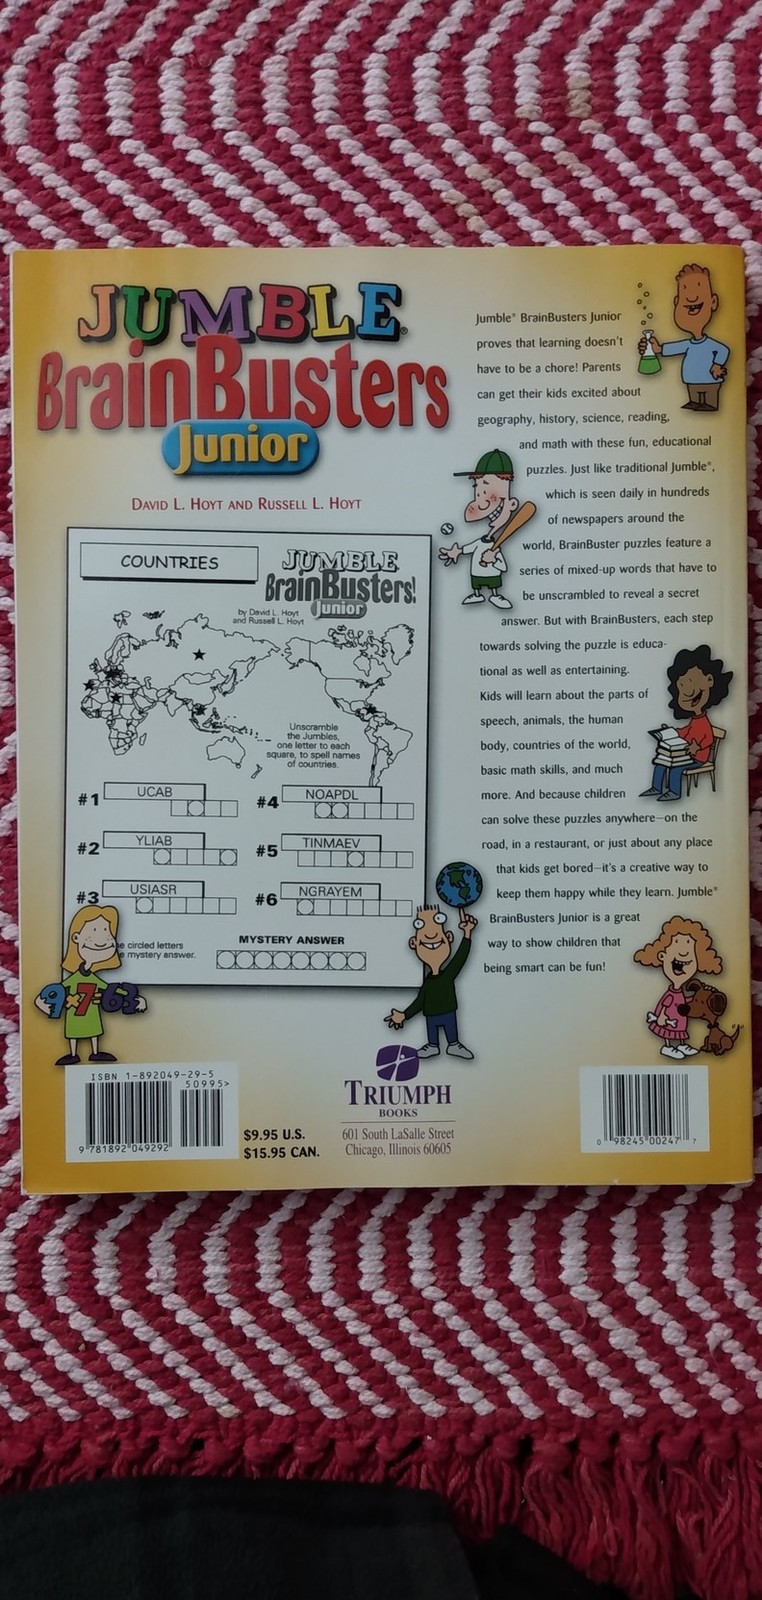 JUMBLE®
BrainBusters
Junior
DAVID L. HOYT AND RUSSELL L. HOYT
COUNTRIES
JUMBLE
BrainBusters!
Junior
by David L. Hoyt
and Russell L. Hoyt
Unscramble
the Jumbles,
one letter to each
square, to spell names
of countries.
#1 UCAB
#2 YLIAB
#3 USIASR
#4 NOAPDL
#5 TINMAEV
#6 NGRAYEM
circled letters
mystery answer.
MYSTERY ANSWER
9x7=63
Jumble® BrainBusters Junior
proves that learning doesn't
have to be a chore! Parents
can get their kids excited about
geography, history, science, reading,
and math with these fun, educational
puzzles. Just like traditional Jumble®,
which is seen daily in hundreds
of newspapers around the
world, BrainBuster puzzles feature a
series of mixed-up words that have to
be unscrambled to reveal a secret
answer. But with BrainBusters, each step
towards solving the puzzle is educa-
tional as well as entertaining.
Kids will learn about the parts of
speech, animals, the human
body, countries of the world,
basic math skills, and much
more. And because children
can solve these puzzles anywhere—on the
road, in a restaurant, or just about any place
that kids get bored—it's a creative way to
keep them happy while they learn. Jumble®
BrainBusters Junior is a great
way to show children that
being smart can be fun!
ISBN 1-892049-29-5
50995>
9 781892 049292
$9.95 U.S.
$15.95 CAN.
TRIUMPH
BOOKS
601 South LaSalle Street
Chicago, Illinois 60605
0 98245 00247 7